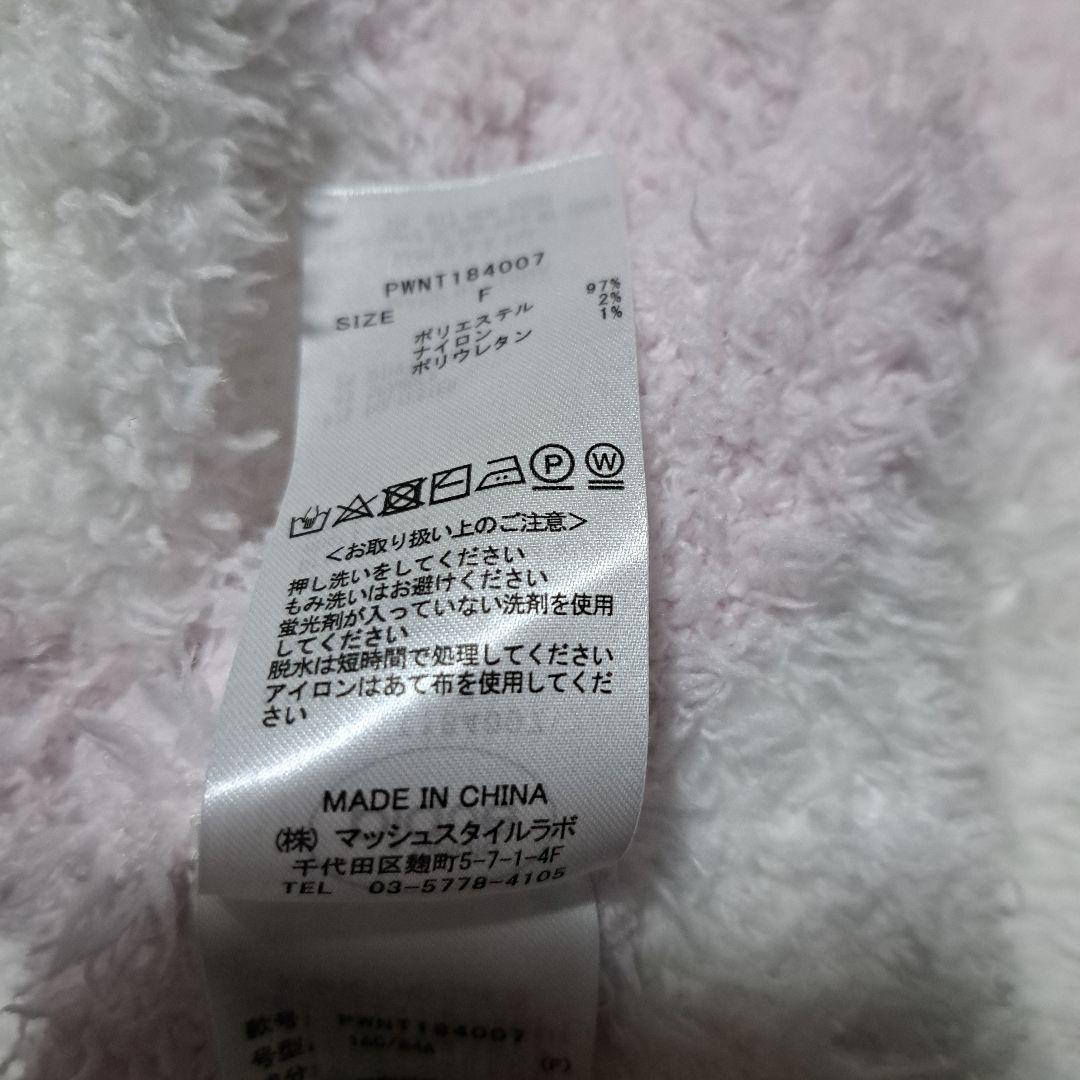 PWNT184007
SIZE F
ポリエステル 97%
ナイロン 2%
ポリウレタン 1%
P W
<お取り扱い上のご注意>
押し洗いをしてください
もみ洗いはお避けください
蛍光剤が入っていない洗剤を使用
してください
脱水は短時間で処理してください
アイロンはあて布を使用してくだ
さい
MADE IN CHINA
(株) マッシュスタイルラボ
千代田区麹町5-7-1-4F
TEL 03-5778-4105
款号: PWNT184007
号型: 160/84A
(F)